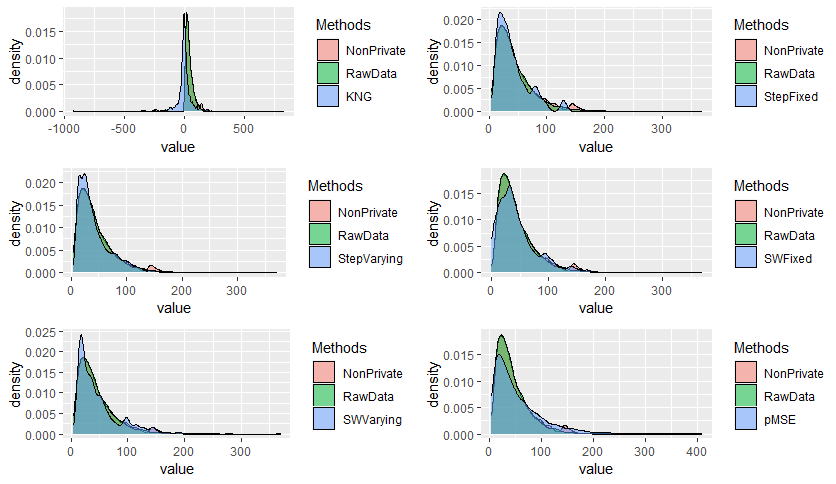 Methods
NonPrivate
RawData
KNG
density
0.015
0.010
0.005
0.000
-1000
-500
0
500
value
Methods
NonPrivate
RawData
StepFixed
density
0.020
0.015
0.010
0.005
0.000
0
100
200
300
value
Methods
NonPrivate
RawData
StepVarying
density
0.020
0.015
0.010
0.005
0.000
0
100
200
300
value
Methods
NonPrivate
RawData
SWFixed
density
0.015
0.010
0.005
0.000
0
100
200
300
value
Methods
NonPrivate
RawData
SWVarying
density
0.025
0.020
0.015
0.010
0.005
0.000
0
100
200
300
value
Methods
NonPrivate
RawData
pMSE
density
0.015
0.010
0.005
0.000
0
100
200
300
400
value